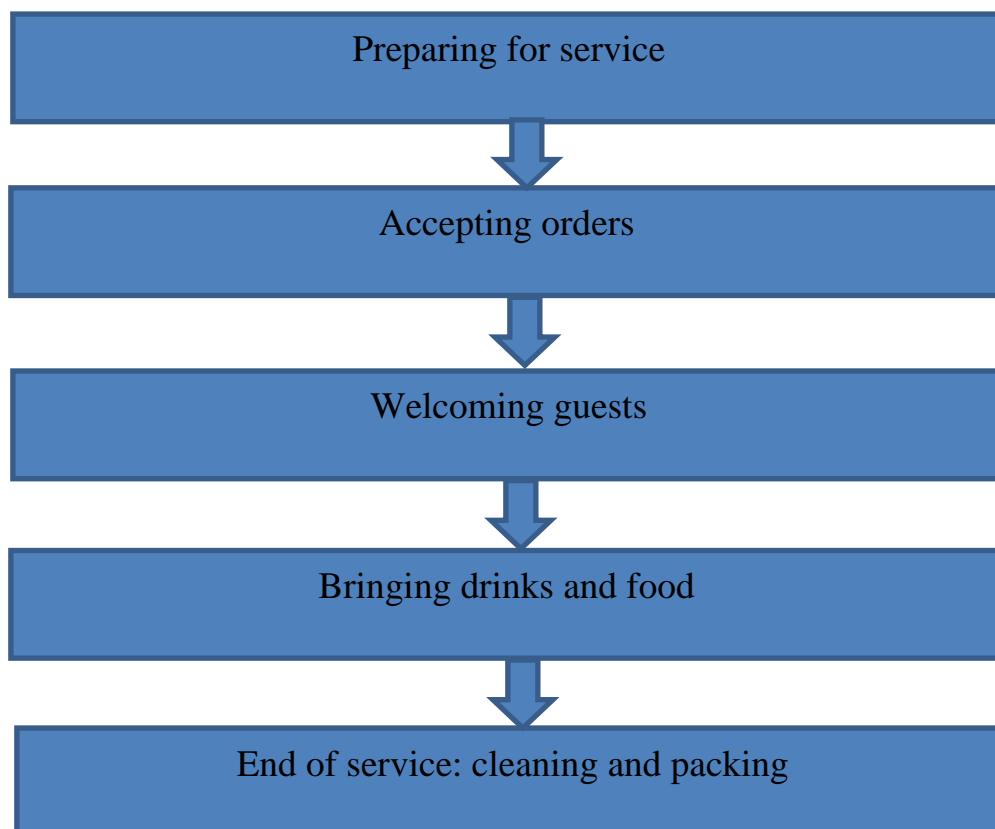 Preparing for service
Accepting orders
Welcoming guests
Bringing drinks and food
End of service: cleaning and packing